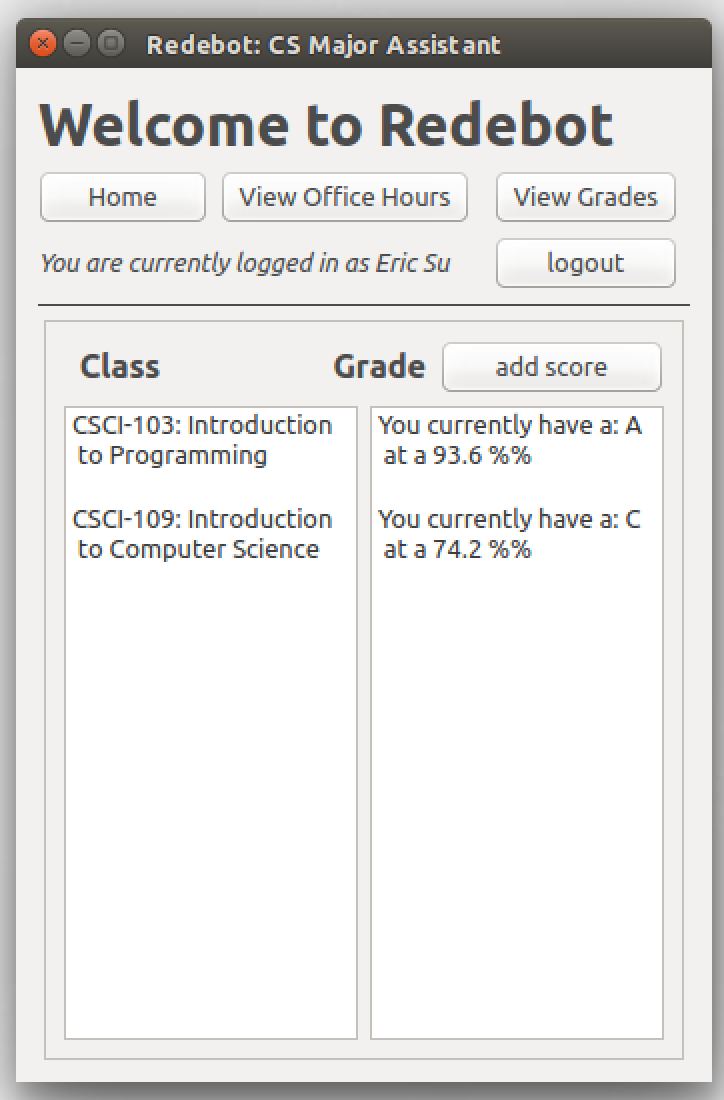 Redebot: CS Major Assistant
Welcome to Redebot
Home
View Office Hours
View Grades
You are currently logged in as Eric Su
logout
Class
Grade
add score
CSCI-103: Introduction
to Programming
You currently have a: A
at a 93.6 %%
CSCI-109: Introduction
to Computer Science
You currently have a: C
at a 74.2 %%